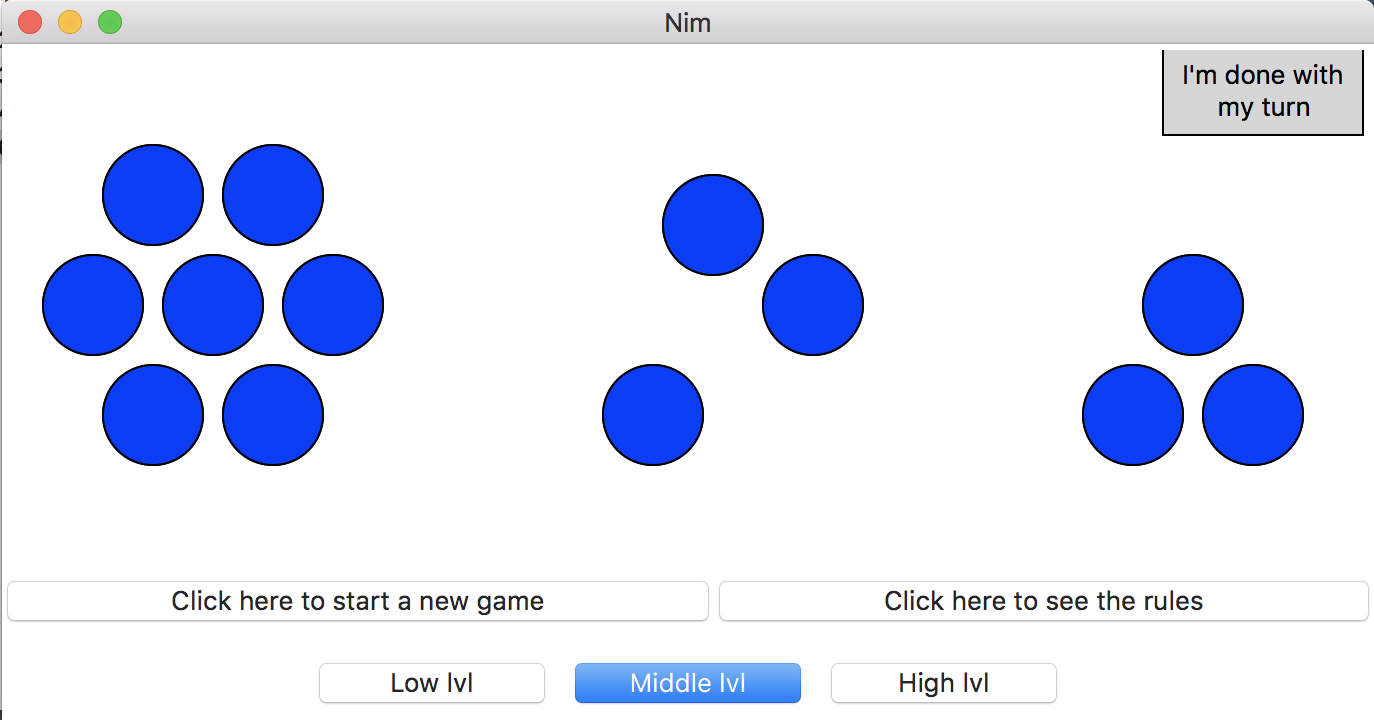 Nim
I'm done with
my turn
Click here to start a new game
Click here to see the rules
Low lvl
Middle lvl
High lvl